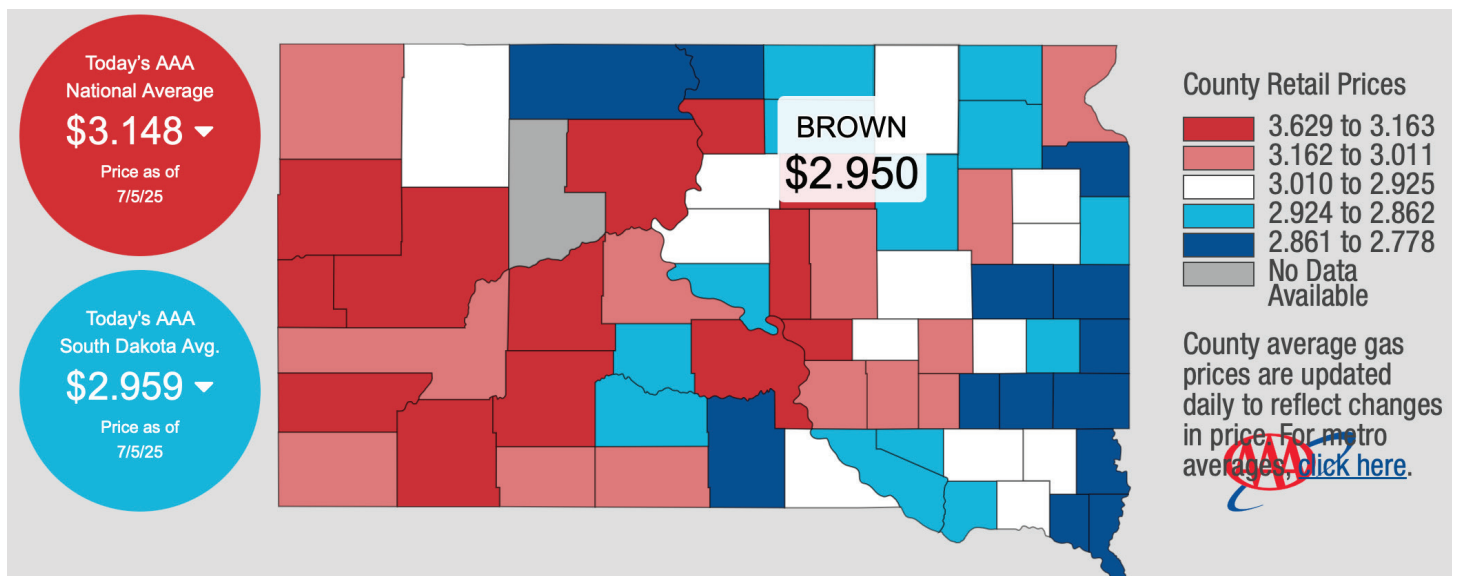 Today's AAA
National Average
$3.148
Price as of
7/5/25
Today's AAA
South Dakota Avg.
$2.959
Price as of
7/5/25
BROWN
$2.950
County Retail Prices
3.629 to 3.163
3.162 to 3.011
3.010 to 2.925
2.924 to 2.862
2.861 to 2.778
No Data
Available
County average gas
prices are updated
daily to reflect changes
in price. For metro
averages, click here.
AAA